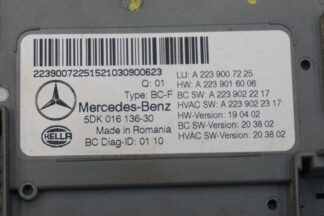 22390072251521030900623
Q: 01
Type: BC-F
Mercedes-Benz
5DK 016 136-30
Made in Romania
BC Diag-ID: 01 10
HELLA
LU: A 223 900 7225
HW: A 223 901 60 06
BC SW: A 223 902 22 17
HVAC SW: A 223 902 23 17
HW-Version: 19 04 02
BC SW-Version: 20 38 02
HVAC SW-Version: 20 38 02